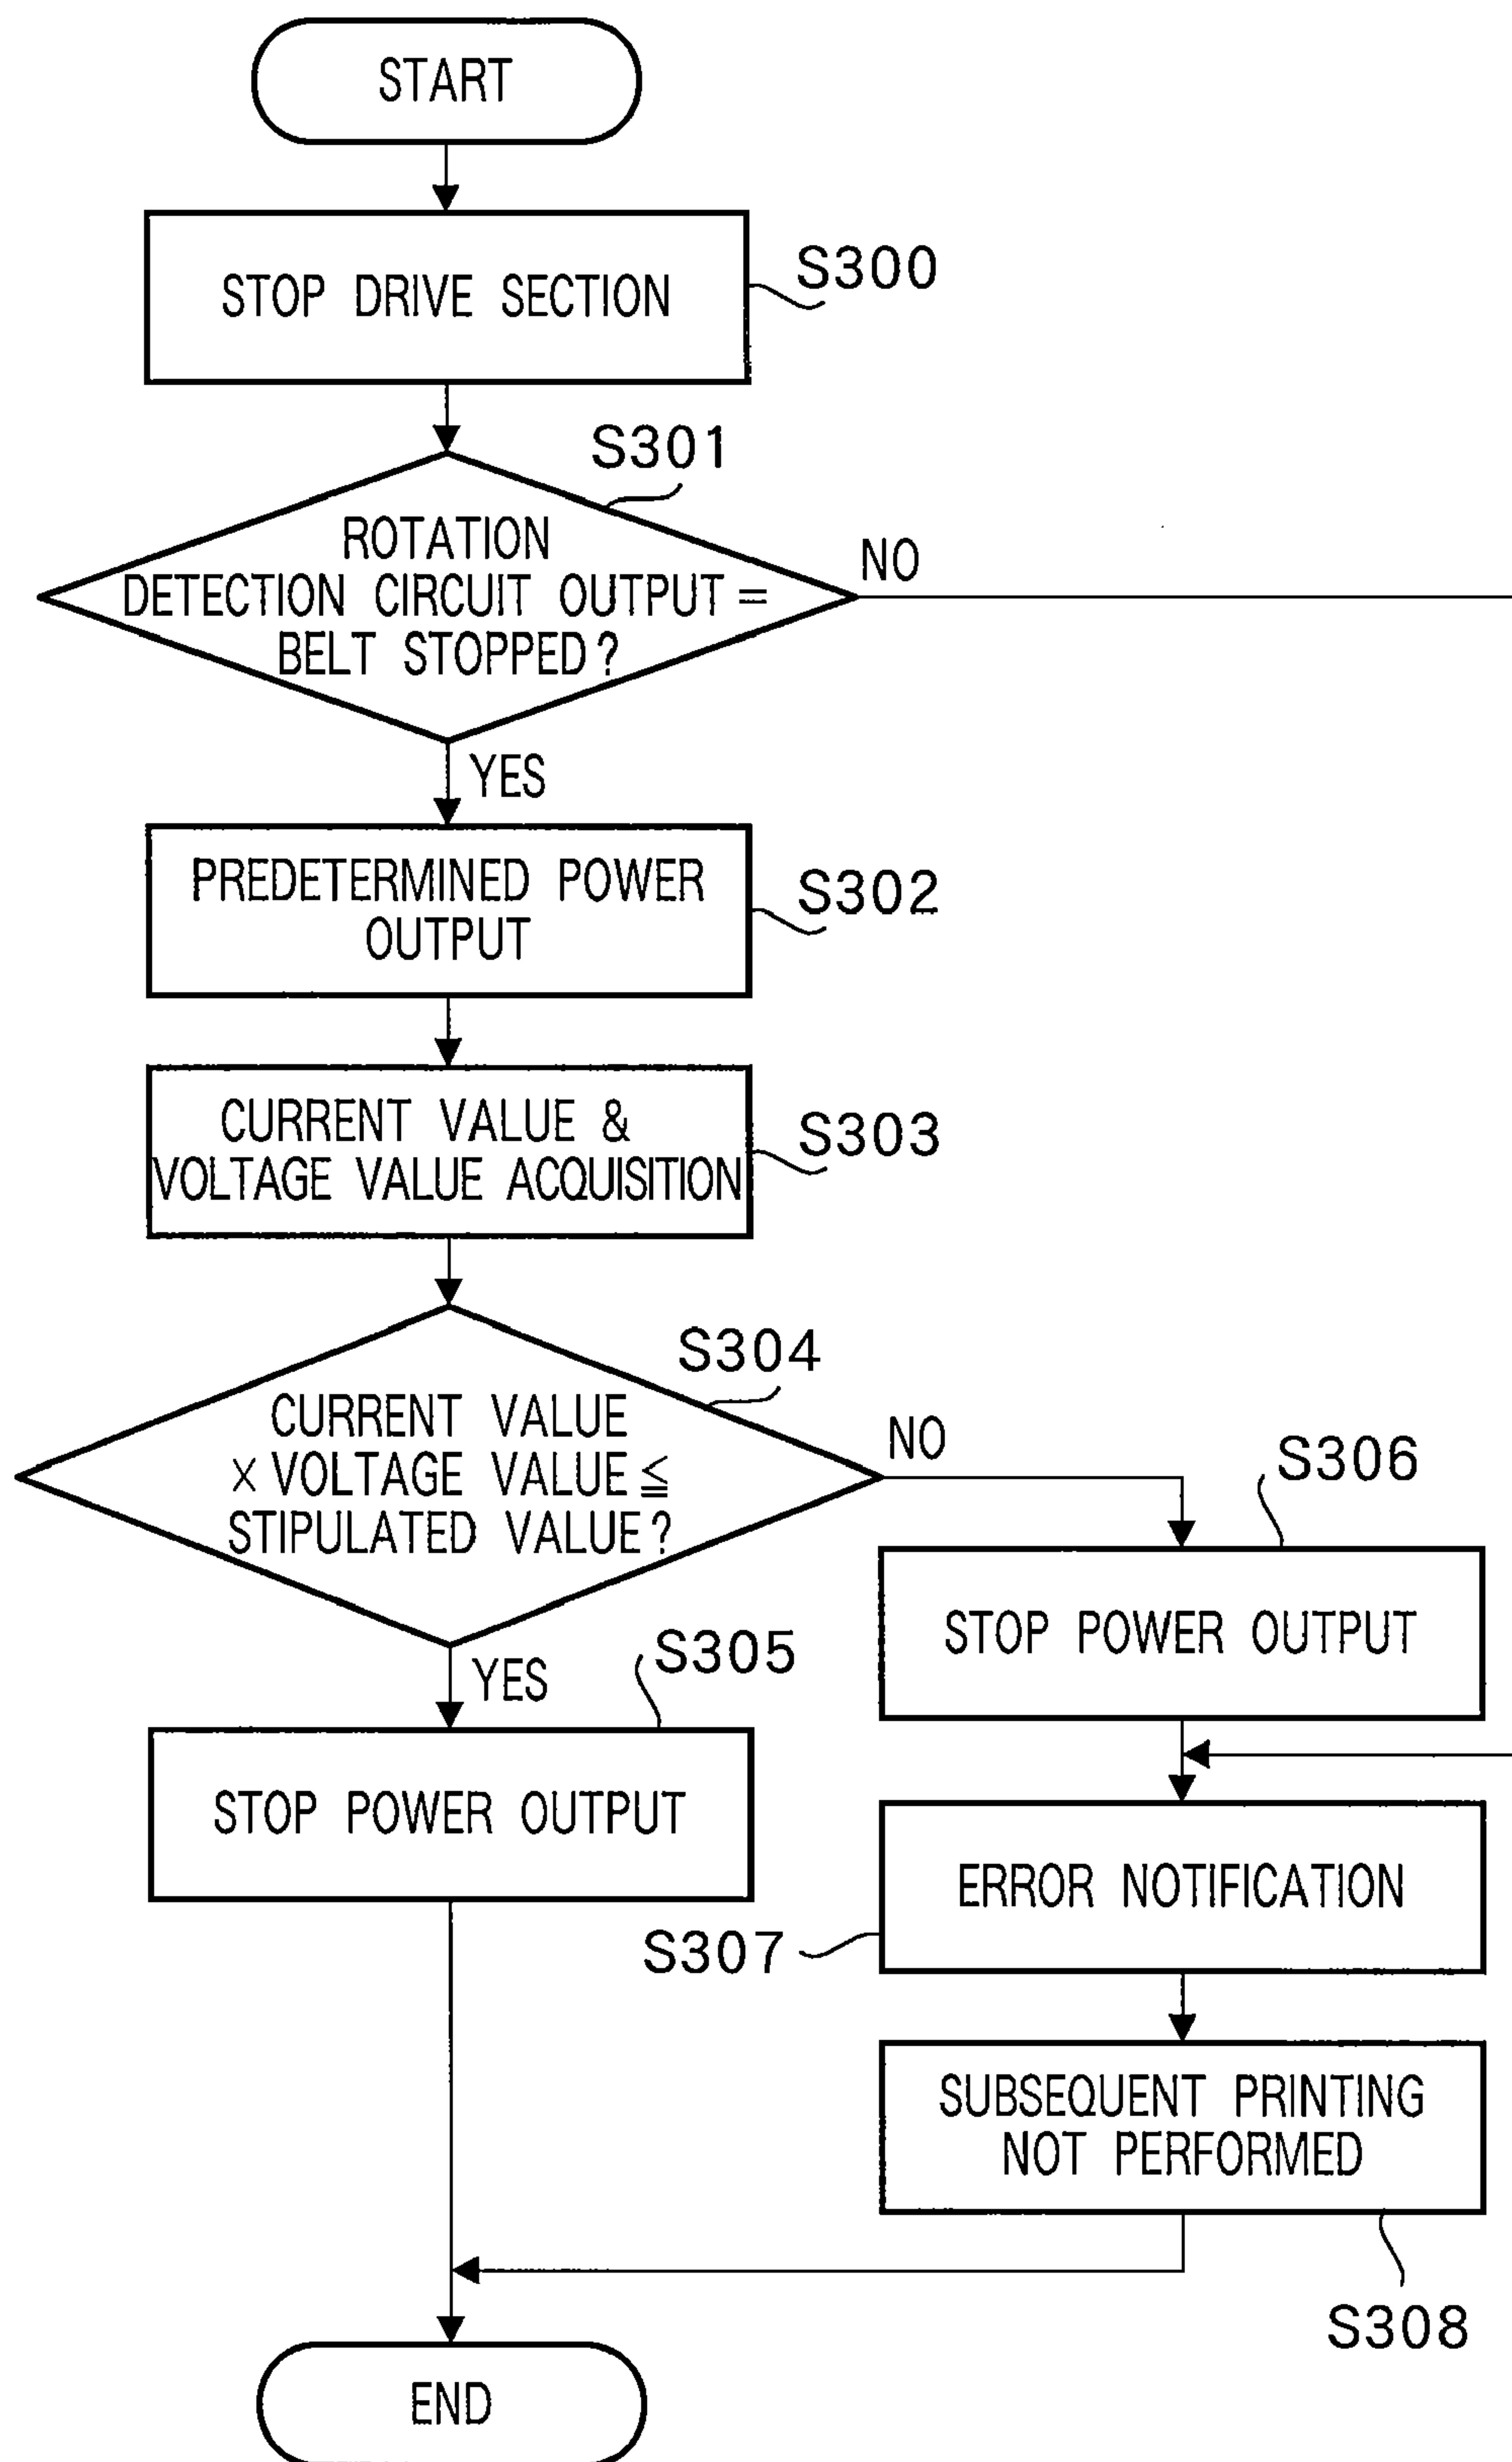 START
STOP DRIVE SECTION
S300
S301
ROTATION
DETECTION CIRCUIT OUTPUT =
BELT STOPPED?
NO
YES
PREDETERMINED POWER
OUTPUT
S302
CURRENT VALUE &
VOLTAGE VALUE ACQUISITION
S303
S304
CURRENT VALUE
× VOLTAGE VALUE ≦
STIPULATED VALUE?
NO
YES
S305
STOP POWER OUTPUT
S306
STOP POWER OUTPUT
ERROR NOTIFICATION
S307
SUBSEQUENT PRINTING
NOT PERFORMED
S308
END